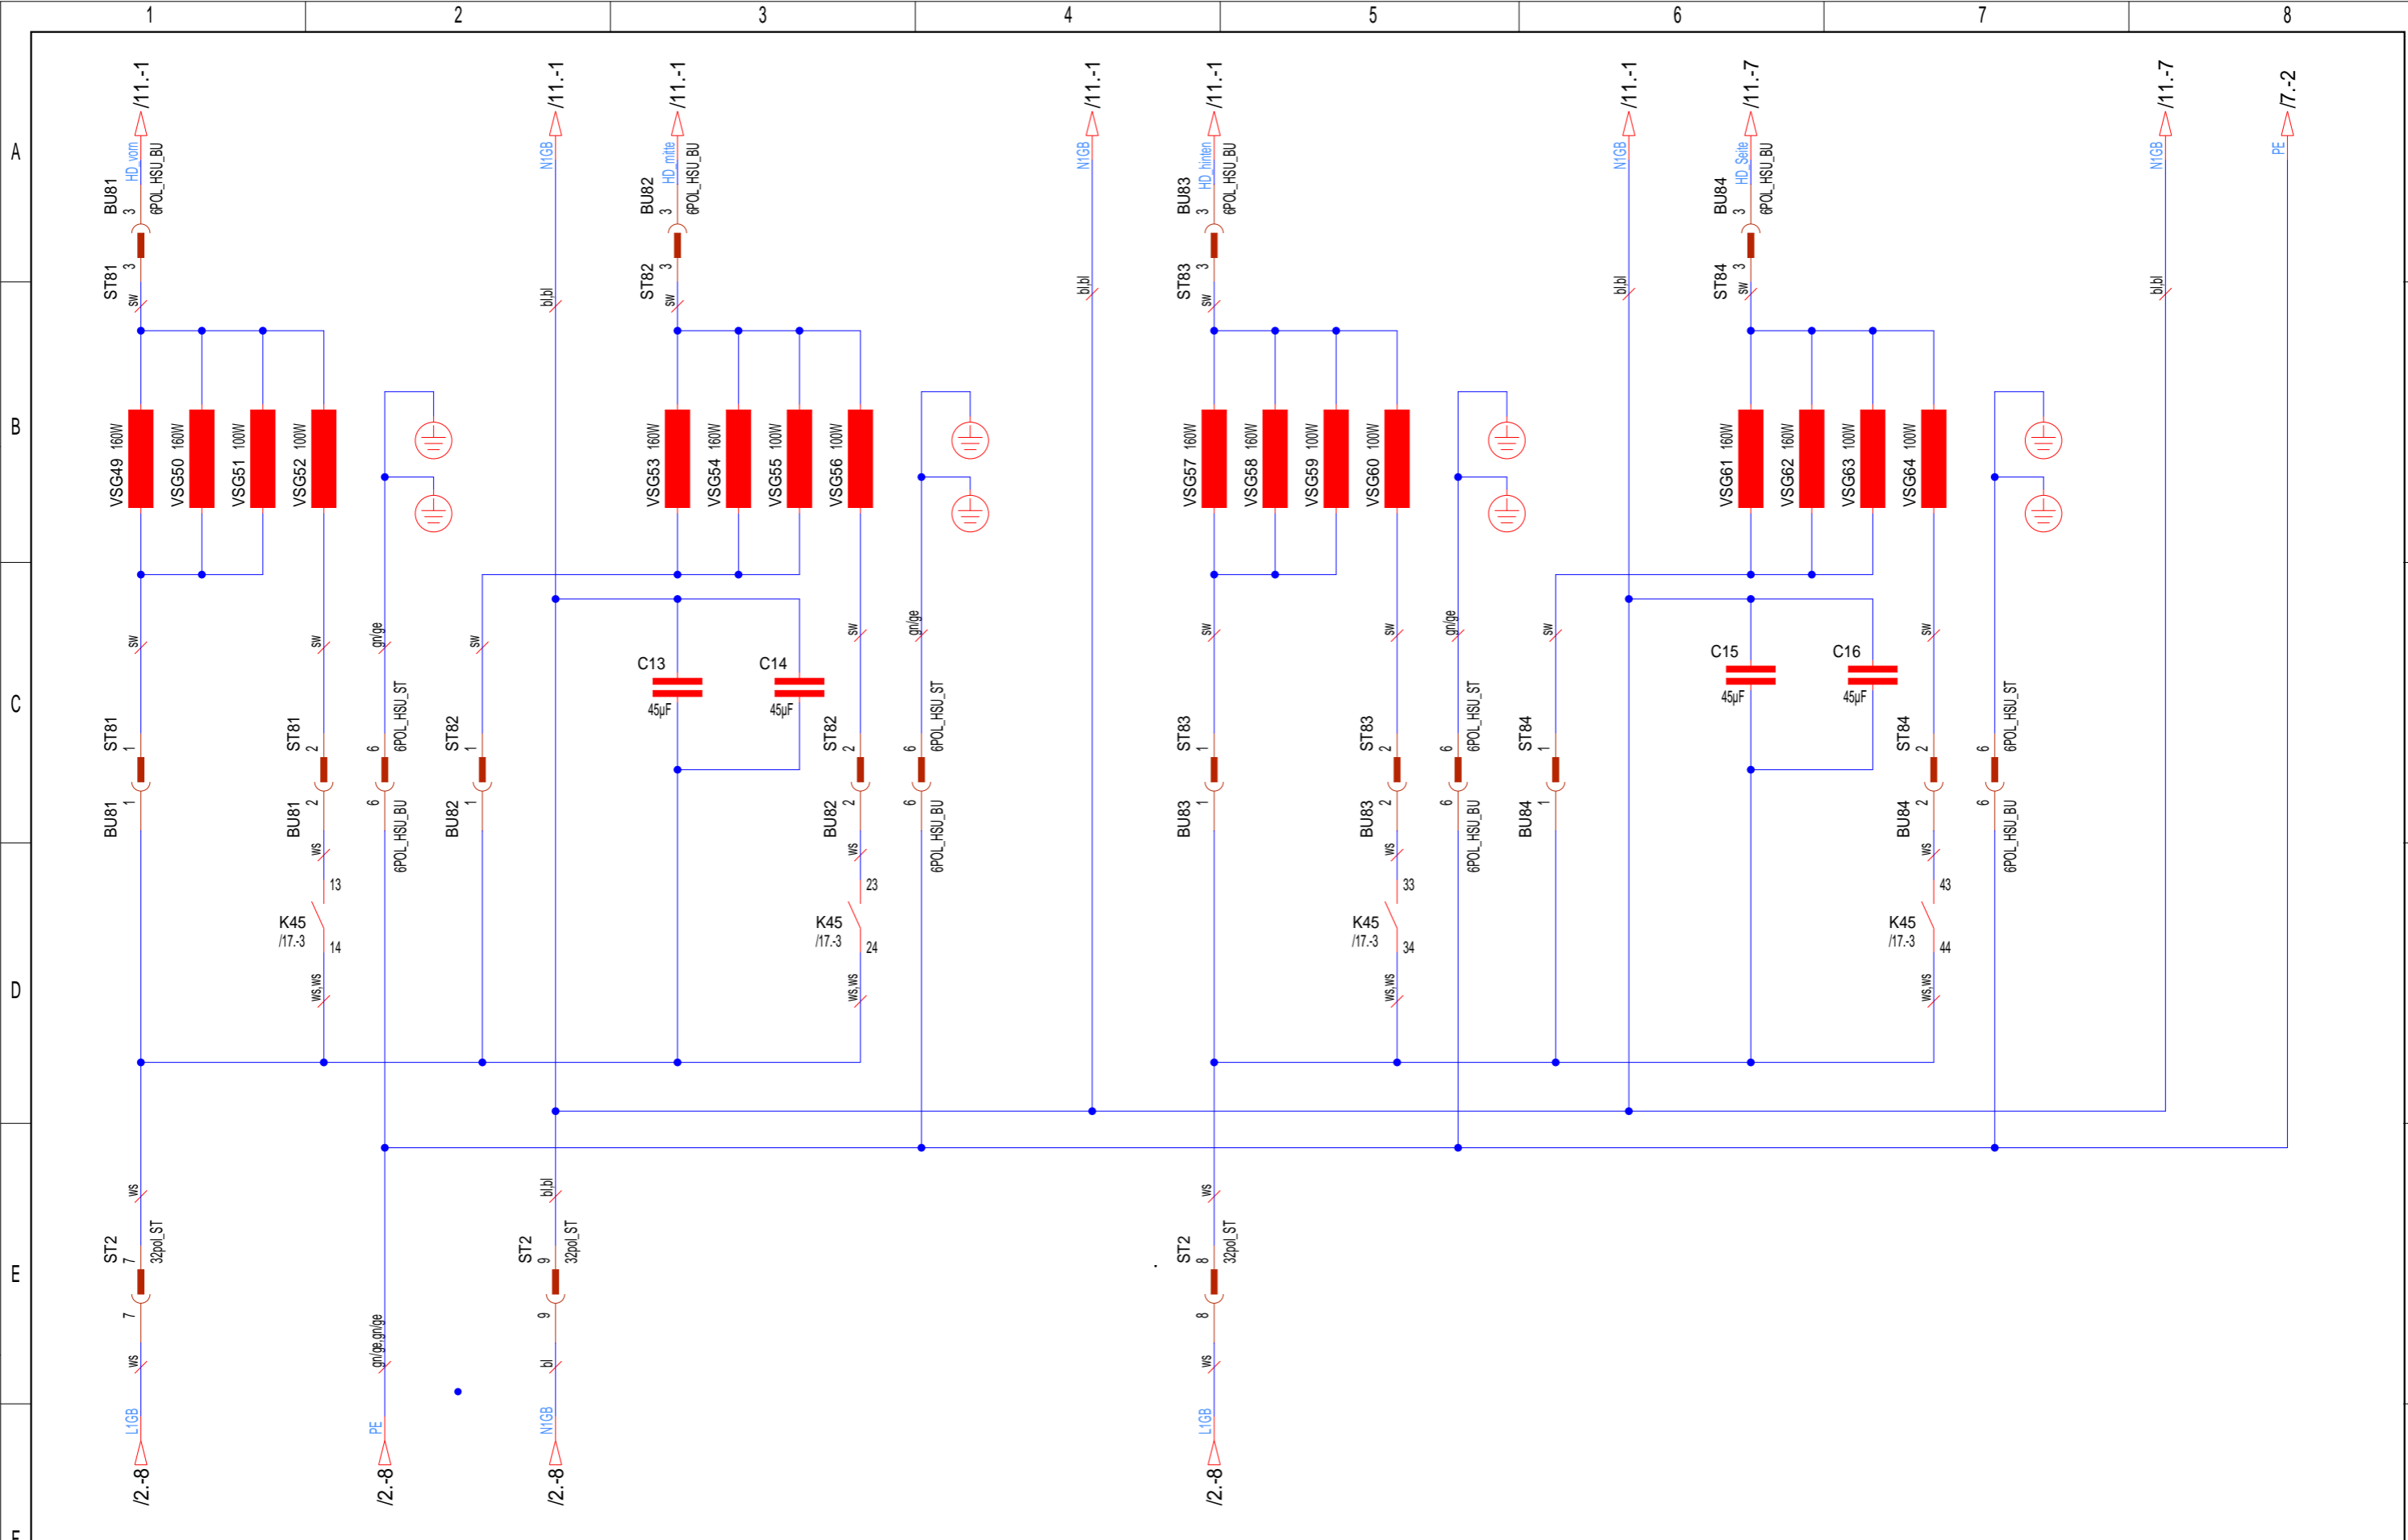 1 2 3 4 5 6 7 8
/11.-1 /11.-1 /11.-1 /11.-1 /11.-1 /11.-1 /11.-7 /11.-7 /7.-2
A
HD_vorn N1GB HD_mitte N1GB HD_hinten N1GB HD_Seite N1GB PE
BU81 3 6POL_HSU_BU
BU82 3 6POL_HSU_BU
BU83 3 6POL_HSU_BU
BU84 3 6POL_HSU_BU
ST81 3
ST82 3
ST83 3
ST84 3
sw bl,bl sw bl,bl sw bl,bl sw bl,bl
B
VSG49 160W
VSG50 160W
VSG51 100W
VSG52 100W
VSG53 160W
VSG54 160W
VSG55 100W
VSG56 100W
VSG57 160W
VSG58 160W
VSG59 100W
VSG60 100W
VSG61 160W
VSG62 160W
VSG63 100W
VSG64 100W
sw sw gn/ge sw sw gn/ge sw sw gn/ge sw sw
C
C13
45µF
C14
45µF
C15
45µF
C16
45µF
ST81 1
ST81 2
6 6POL_HSU_ST
ST82 1
ST82 2
6 6POL_HSU_ST
ST83 1
ST83 2
6 6POL_HSU_ST
ST84 1
ST84 2
6 6POL_HSU_ST
BU81 1
BU81 2
6 6POL_HSU_BU
BU82 1
BU82 2
6 6POL_HSU_BU
BU83 1
BU83 2
6 6POL_HSU_BU
BU84 1
BU84 2
6 6POL_HSU_BU
ws ws ws ws
13
K45
/17.-3
14
23
K45
/17.-3
24
33
K45
/17.-3
34
43
K45
/17.-3
44
D
ws,ws ws,ws ws,ws ws,ws
ws bl,bl ws
E
ST2 7 32pol_ST
ST2 9 32pol_ST
ST2 8 32pol_ST
7 9 8
ws gn/ge,gn/ge bl ws
L1GB PE N1GB L1GB
/2.-8 /2.-8 /2.-8 /2.-8